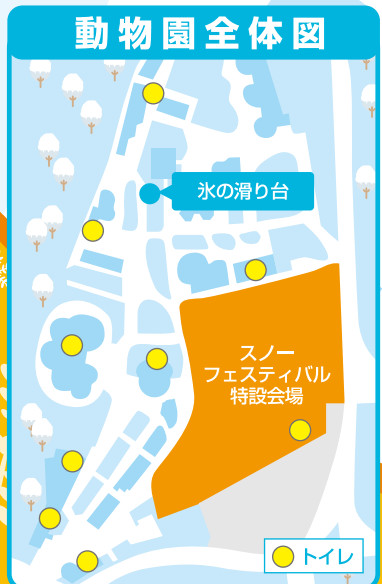 動物園全体図
氷の滑り台
スノー
フェスティバル
特設会場
トイレ